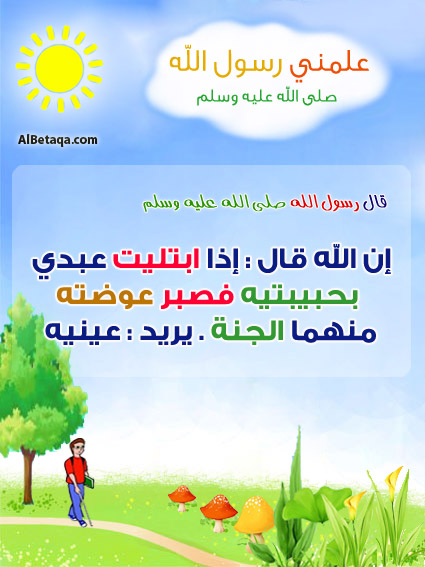 علمني رسول الله
صلى الله عليه وسلم
AlBetaqa.com
قال رسول الله صلى الله عليه وسلم
إن الله قال : إذا ابتليت عبدي
بحبيبتيه فصبر عوضته
منهما الجنة . يريد : عينيه